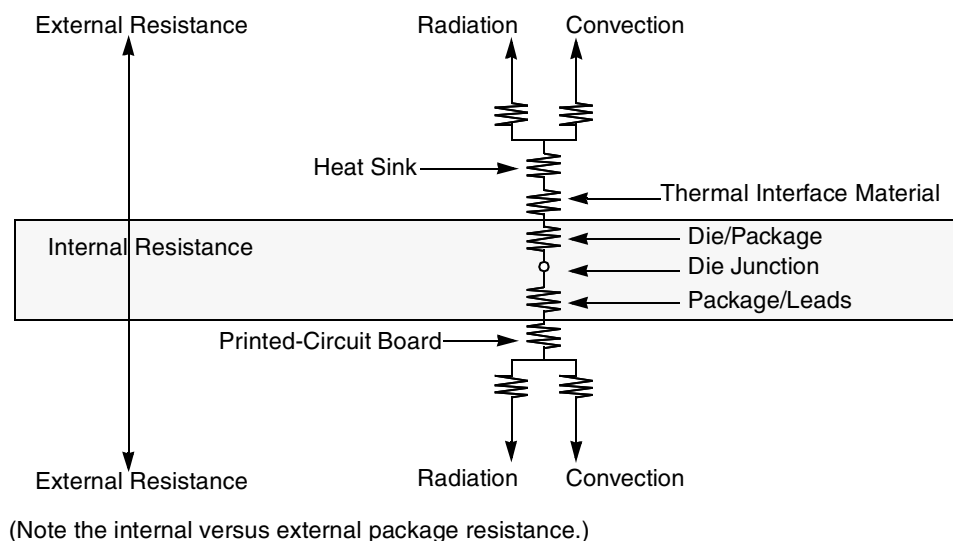 External Resistance
Radiation
Convection
Heat Sink
Thermal Interface Material
Internal Resistance
Die/Package
Die Junction
Package/Leads
Printed-Circuit Board
External Resistance
Radiation
Convection
(Note the internal versus external package resistance.)